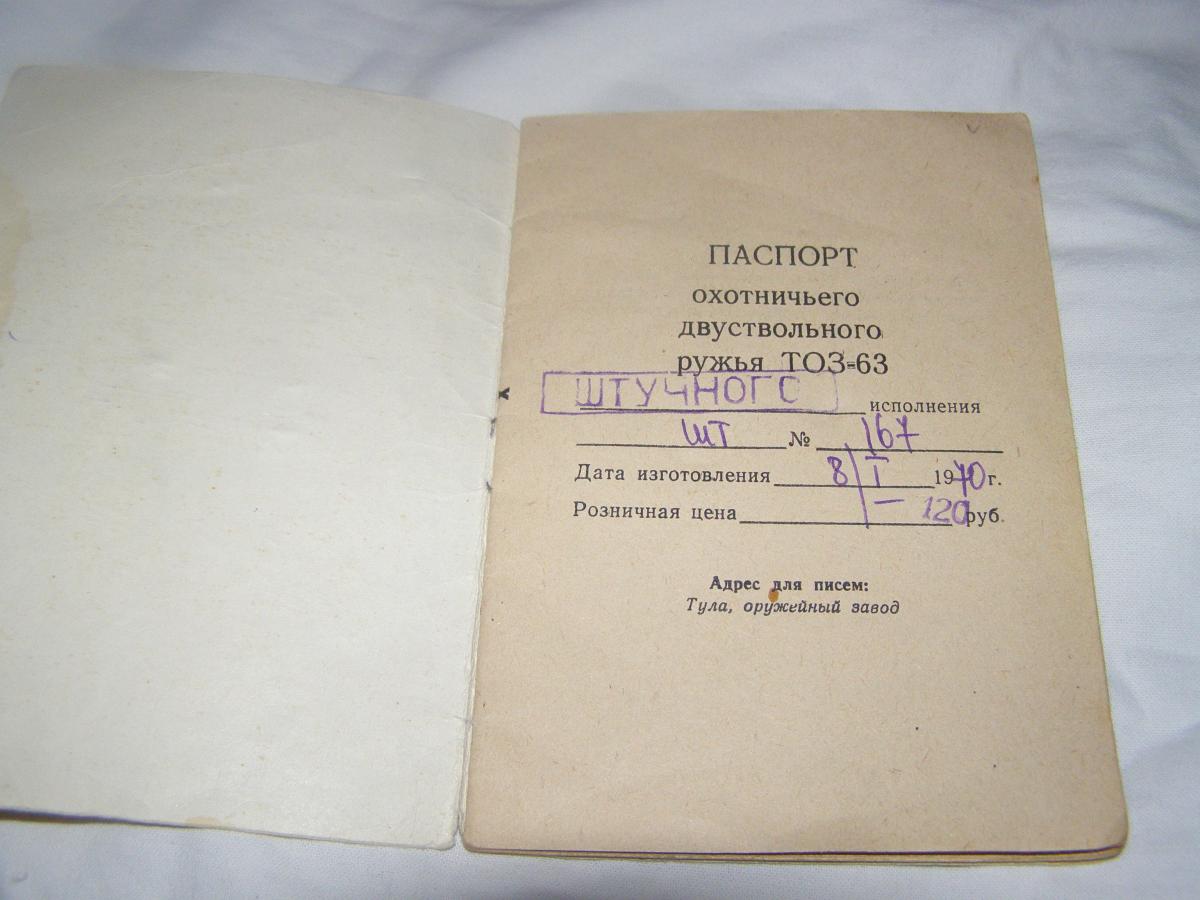 ПАСПОРТ
охотничьего
двуствольного
ружья ТОЗ-63
ШТУЧНОГО исполнения
шт № 167
Дата изготовления 8/I 1970 г.
Розничная цена — 120 руб.
Адрес для писем:
Тула, оружейный завод